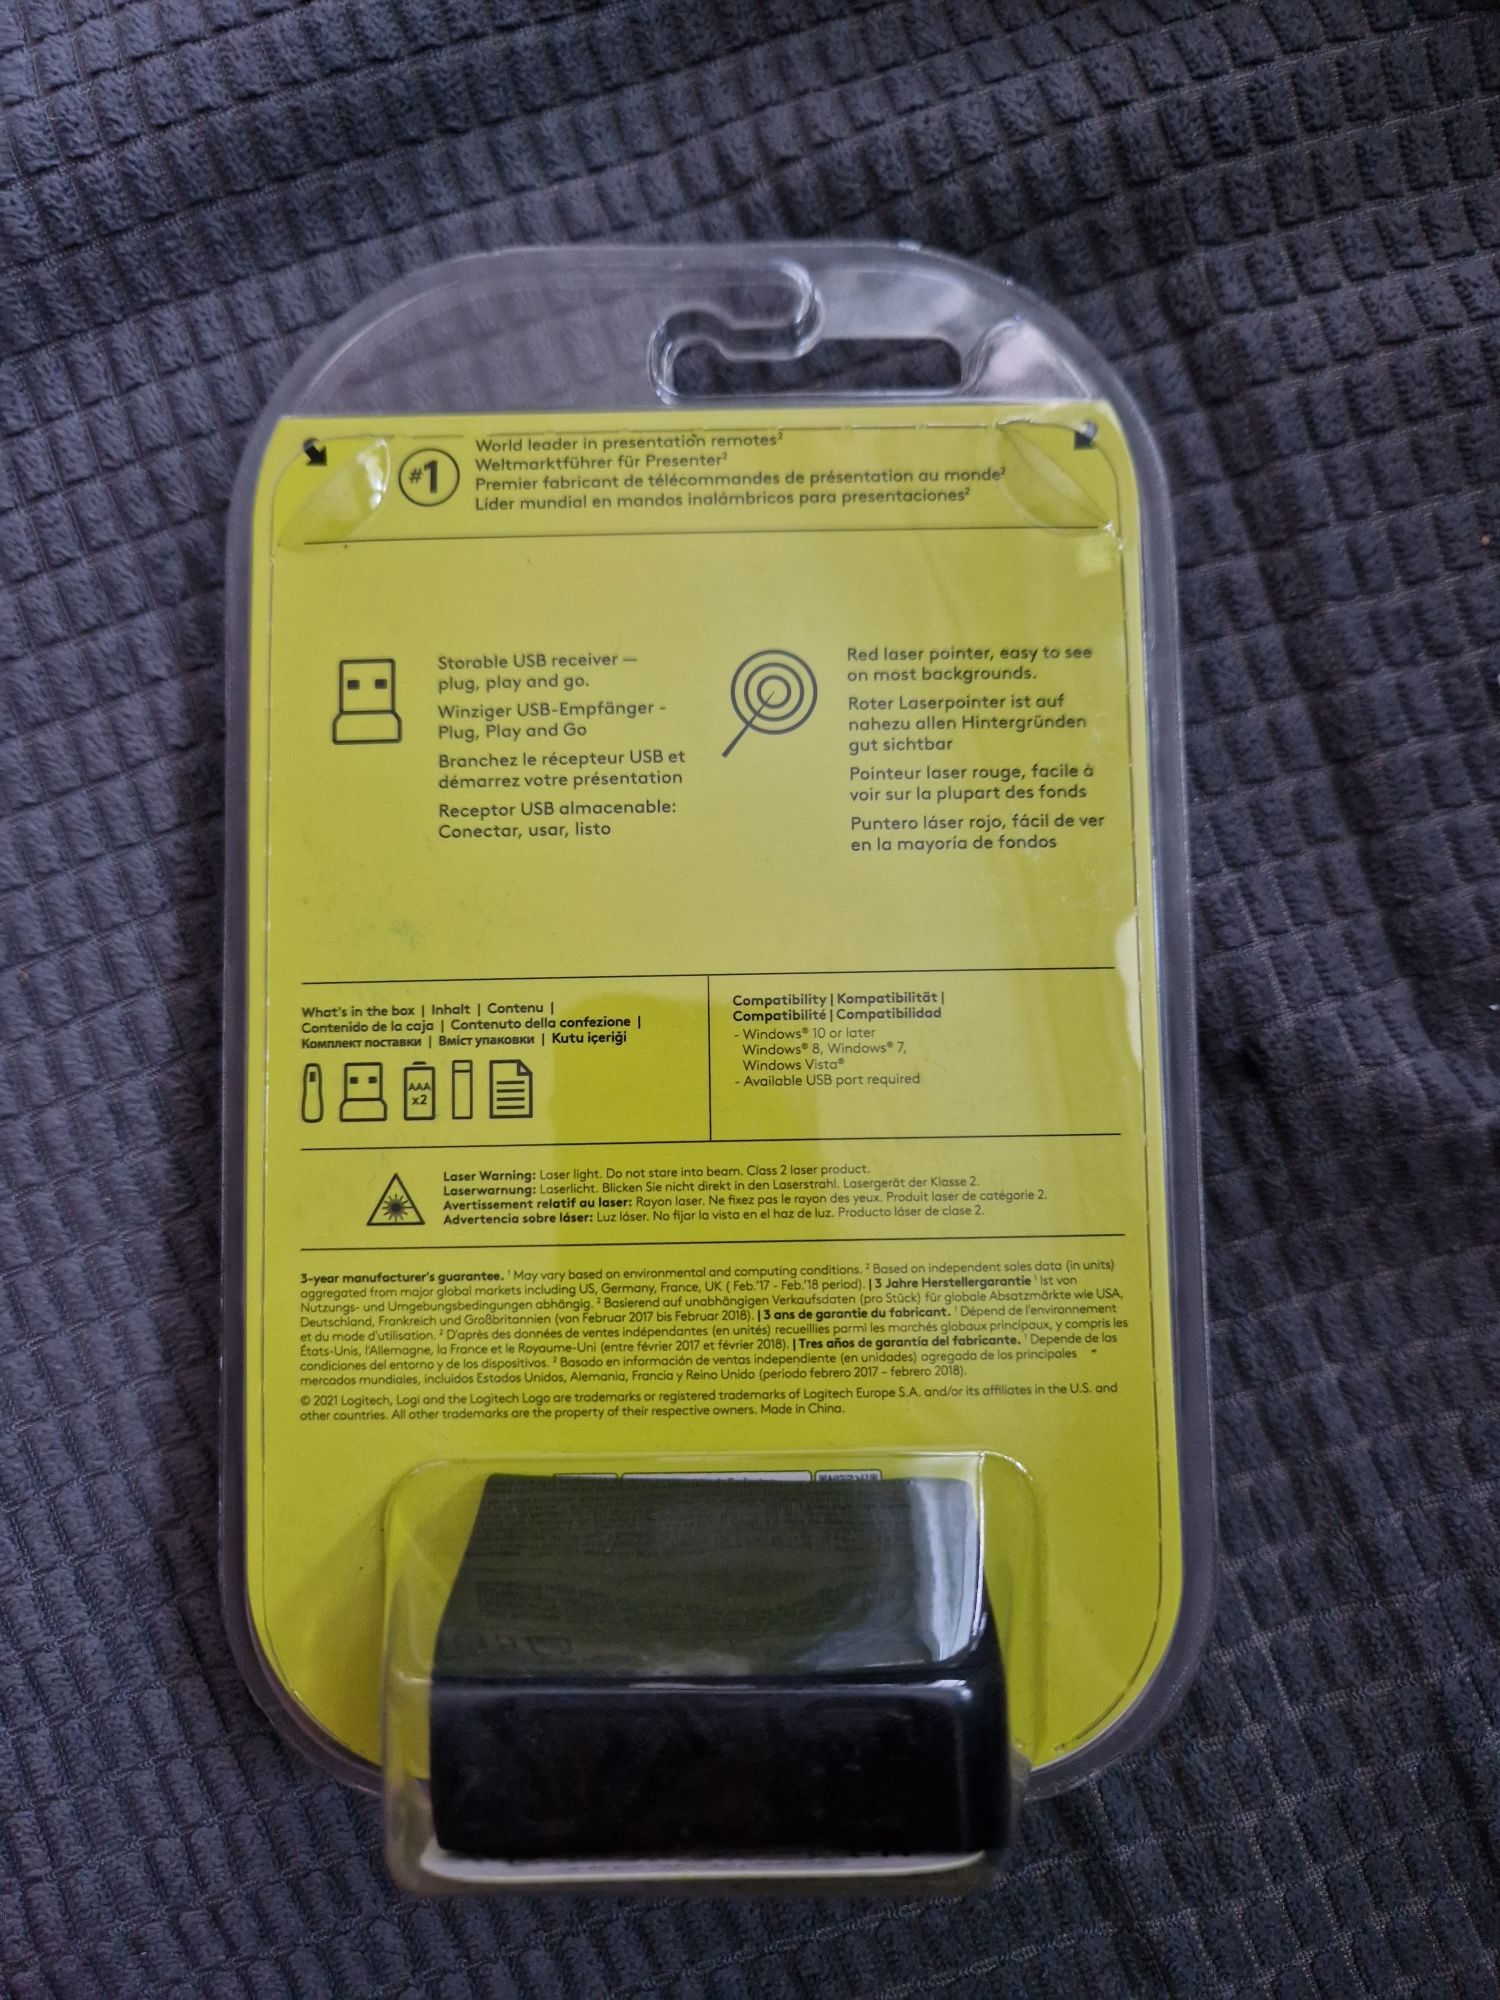 #1
World leader in presentation remotes²
Weltmarktführer für Presenter²
Premier fabricant de télécommandes de présentation au monde²
Líder mundial en mandos inalámbricos para presentaciones²
Storable USB receiver —
plug, play and go.
Winziger USB-Empfänger -
Plug, Play and Go
Branchez le récepteur USB et
démarrez votre présentation
Receptor USB almacenable:
Conectar, usar, listo
Red laser pointer, easy to see
on most backgrounds.
Roter Laserpointer ist auf
nahezu allen Hintergründen
gut sichtbar
Pointeur laser rouge, facile à
voir sur la plupart des fonds
Puntero láser rojo, fácil de ver
en la mayoría de fondos
What's in the box | Inhalt | Contenu |
Contenido de la caja | Contenuto della confezione |
Комплект поставки | Вміст упаковки | Kutu içeriği
AAA
x2
Compatibility | Kompatibilität |
Compatibilité | Compatibilidad
- Windows® 10 or later
Windows® 8, Windows® 7,
Windows Vista®
- Available USB port required
Laser Warning: Laser light. Do not stare into beam. Class 2 laser product.
Laserwarnung: Laserlicht. Blicken Sie nicht direkt in den Laserstrahl. Lasergerät der Klasse 2.
Avertissement relatif au laser: Rayon laser. Ne fixez pas le rayon des yeux. Produit laser de catégorie 2.
Advertencia sobre láser: Luz láser. No fijar la vista en el haz de luz. Producto láser de clase 2.
3-year manufacturer's guarantee. ¹ May vary based on environmental and computing conditions. ² Based on independent sales data (in units)
aggregated from major global markets including US, Germany, France, UK ( Feb.'17 - Feb.'18 period). | 3 Jahre Herstellergarantie ¹ Ist von
Nutzungs- und Umgebungsbedingungen abhängig. ² Basierend auf unabhängigen Verkaufsdaten (pro Stück) für globale Absatzmärkte wie USA,
Deutschland, Frankreich und Großbritannien (von Februar 2017 bis Februar 2018). | 3 ans de garantie du fabricant. ¹ Dépend de l'environnement
et du mode d'utilisation. ² D'après des données de ventes indépendantes (en unités) recueillies parmi les marchés globaux principaux, y compris les
États-Unis, l'Allemagne, la France et le Royaume-Uni (entre février 2017 et février 2018). | Tres años de garantía del fabricante. ¹ Depende de las
condiciones del entorno y de los dispositivos. ² Basado en información de ventas independiente (en unidades) agregada de los principales
mercados mundiales, incluidos Estados Unidos, Alemania, Francia y Reino Unido (periodo febrero 2017 – febrero 2018).
© 2021 Logitech, Logi and the Logitech Logo are trademarks or registered trademarks of Logitech Europe S.A. and/or its affiliates in the U.S. and
other countries. All other trademarks are the property of their respective owners. Made in China.